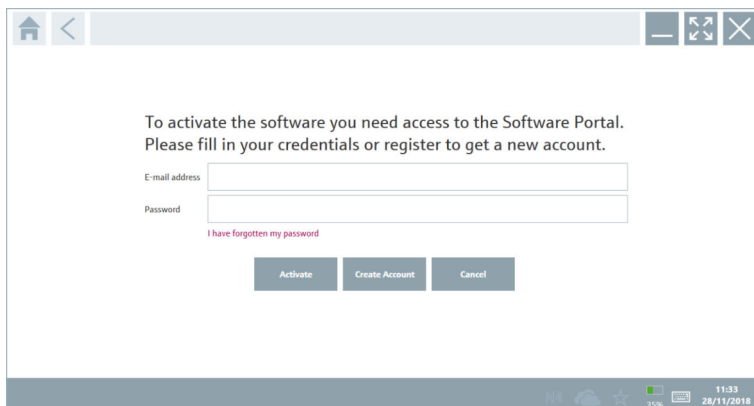 To activate the software you need access to the Software Portal.
Please fill in your credentials or register to get a new account.
E-mail address
Password
I have forgotten my password
Activate
Create Account
Cancel
11:33
35%
28/11/2018